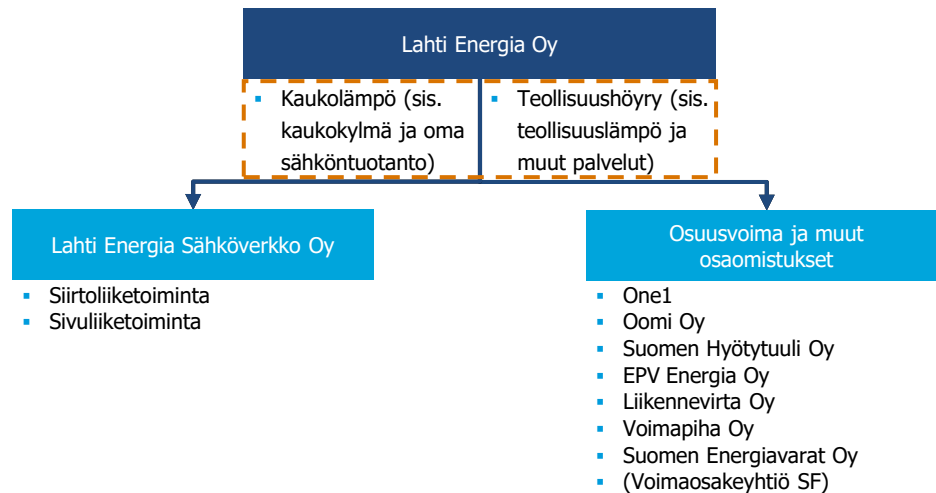 Lahti Energia Oy
▪ Kaukolämpö (sis.
kaukokylmä ja oma
sähköntuotanto)
▪ Teollisuushöyry (sis.
teollisuuslämpö ja
muut palvelut)
Lahti Energia Sähköverkko Oy
▪ Siirtoliiketoiminta
▪ Sivuliiketoiminta
Osuusvoima ja muut
osaomistukset
▪ One1
▪ Oomi Oy
▪ Suomen Hyötytuuli Oy
▪ EPV Energia Oy
▪ Liikennevirta Oy
▪ Voimapiha Oy
▪ Suomen Energiavarat Oy
▪ (Voimaosakeyhtiö SF)